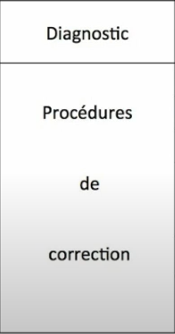 Diagnostic
Procédures
de
correction